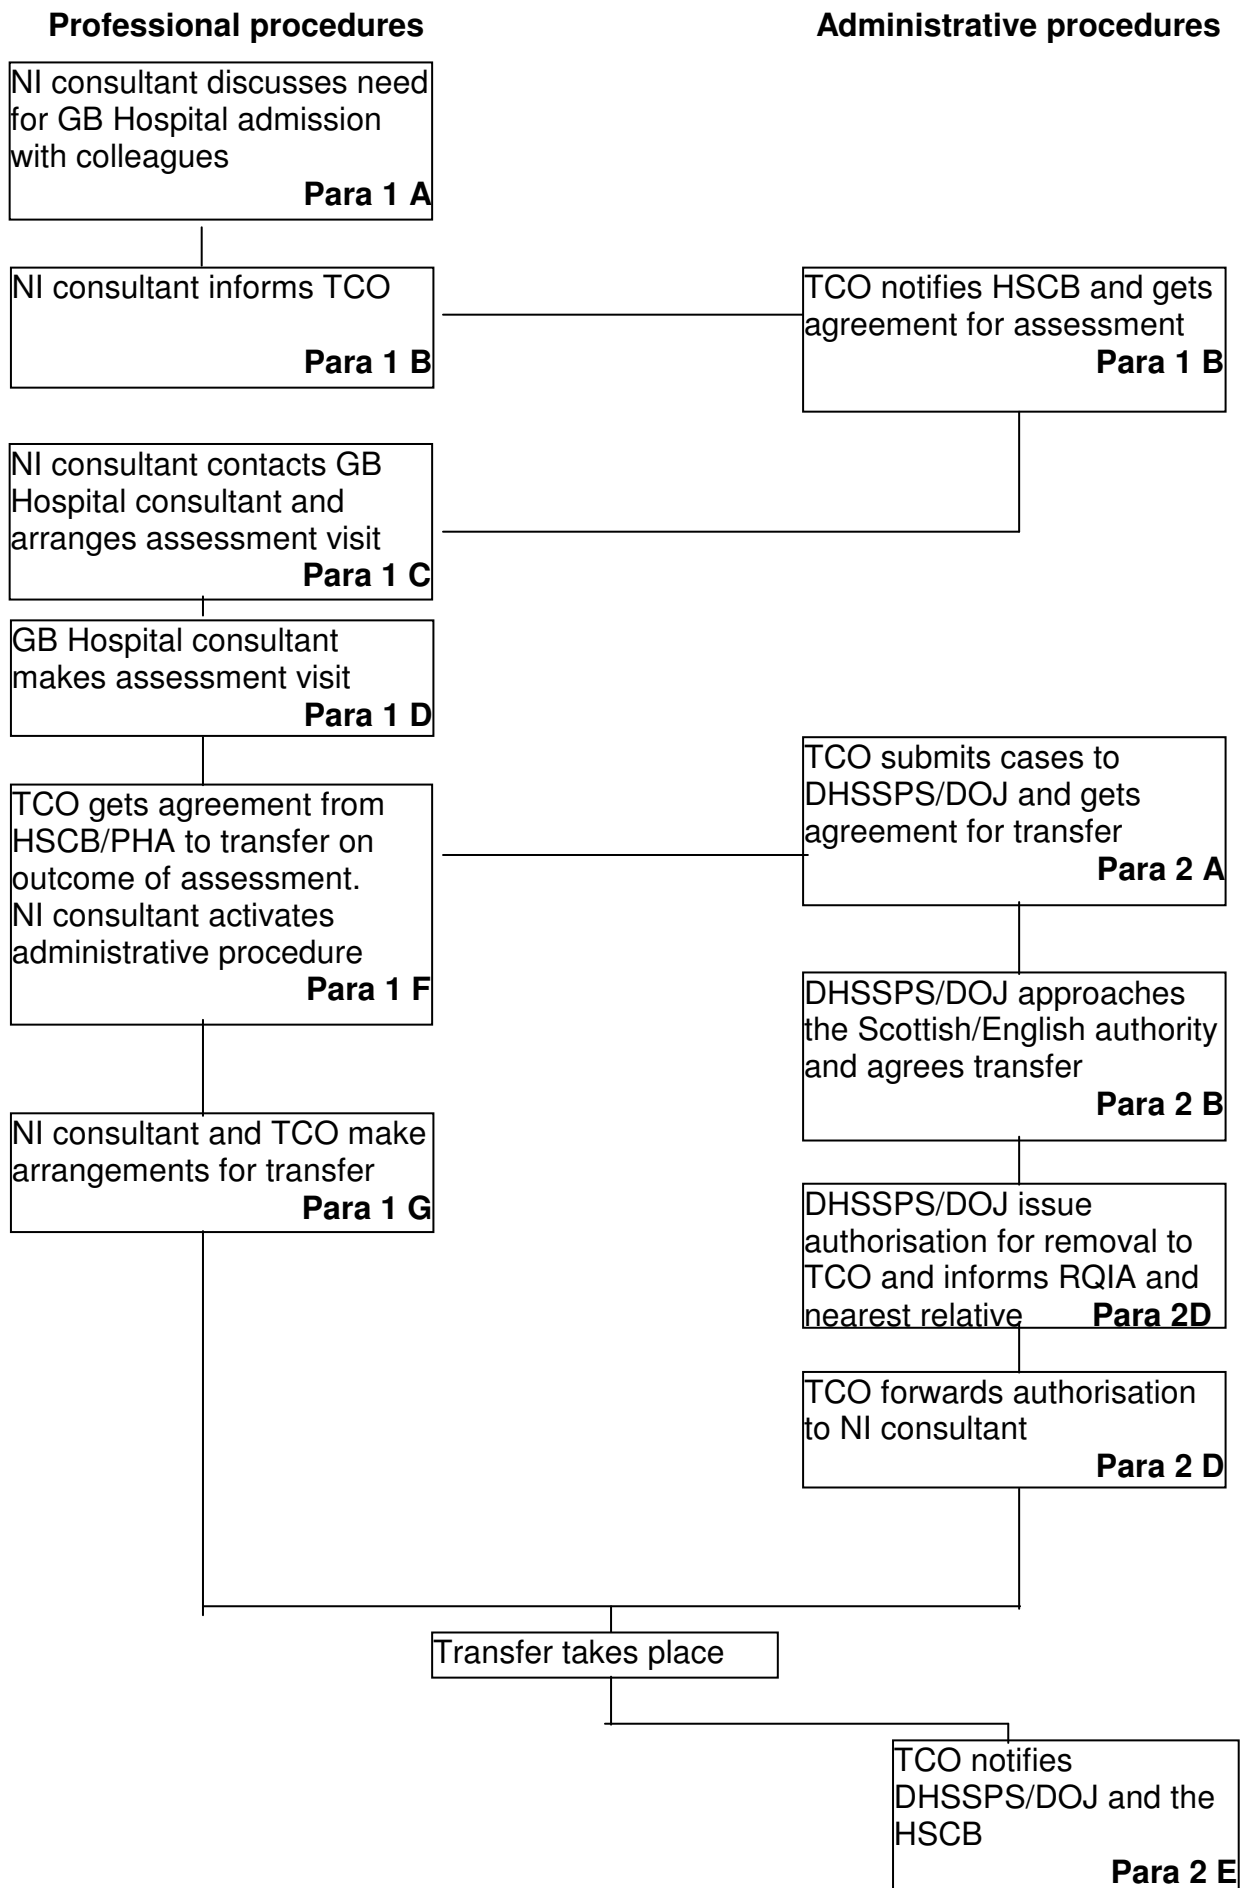 Professional procedures
Administrative procedures
NI consultant discusses need
for GB Hospital admission
with colleagues
Para 1 A
NI consultant informs TCO
Para 1 B
TCO notifies HSCB and gets
agreement for assessment
Para 1 B
NI consultant contacts GB
Hospital consultant and
arranges assessment visit
Para 1 C
GB Hospital consultant
makes assessment visit
Para 1 D
TCO gets agreement from
HSCB/PHA to transfer on
outcome of assessment.
NI consultant activates
administrative procedure
Para 1 F
TCO submits cases to
DHSSPS/DOJ and gets
agreement for transfer
Para 2 A
DHSSPS/DOJ approaches
the Scottish/English authority
and agrees transfer
Para 2 B
NI consultant and TCO make
arrangements for transfer
Para 1 G
DHSSPS/DOJ issue
authorisation for removal to
TCO and informs RQIA and
nearest relative Para 2D
TCO forwards authorisation
to NI consultant
Para 2 D
Transfer takes place
TCO notifies
DHSSPS/DOJ and the
HSCB
Para 2 E